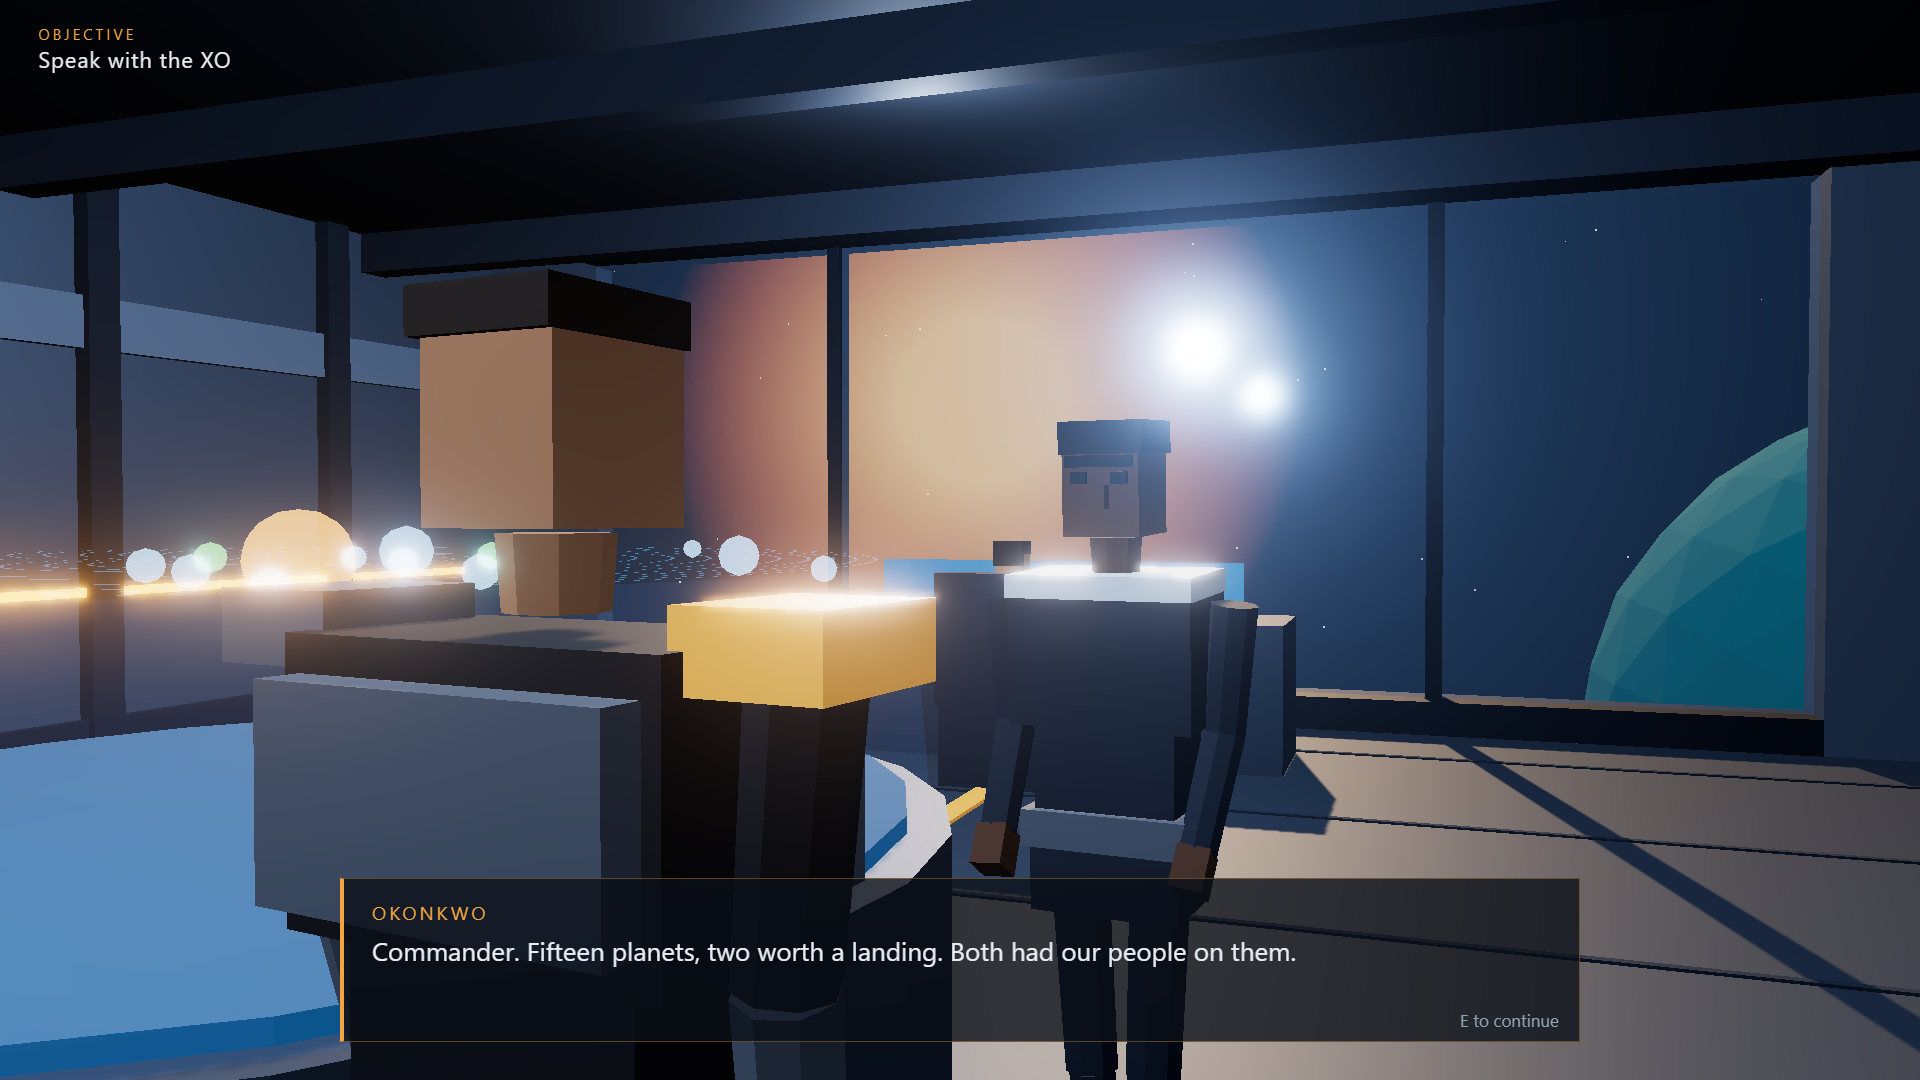 OBJECTIVE
Speak with the XO
OKONKWO
Commander. Fifteen planets, two worth a landing. Both had our people on them.
E to continue